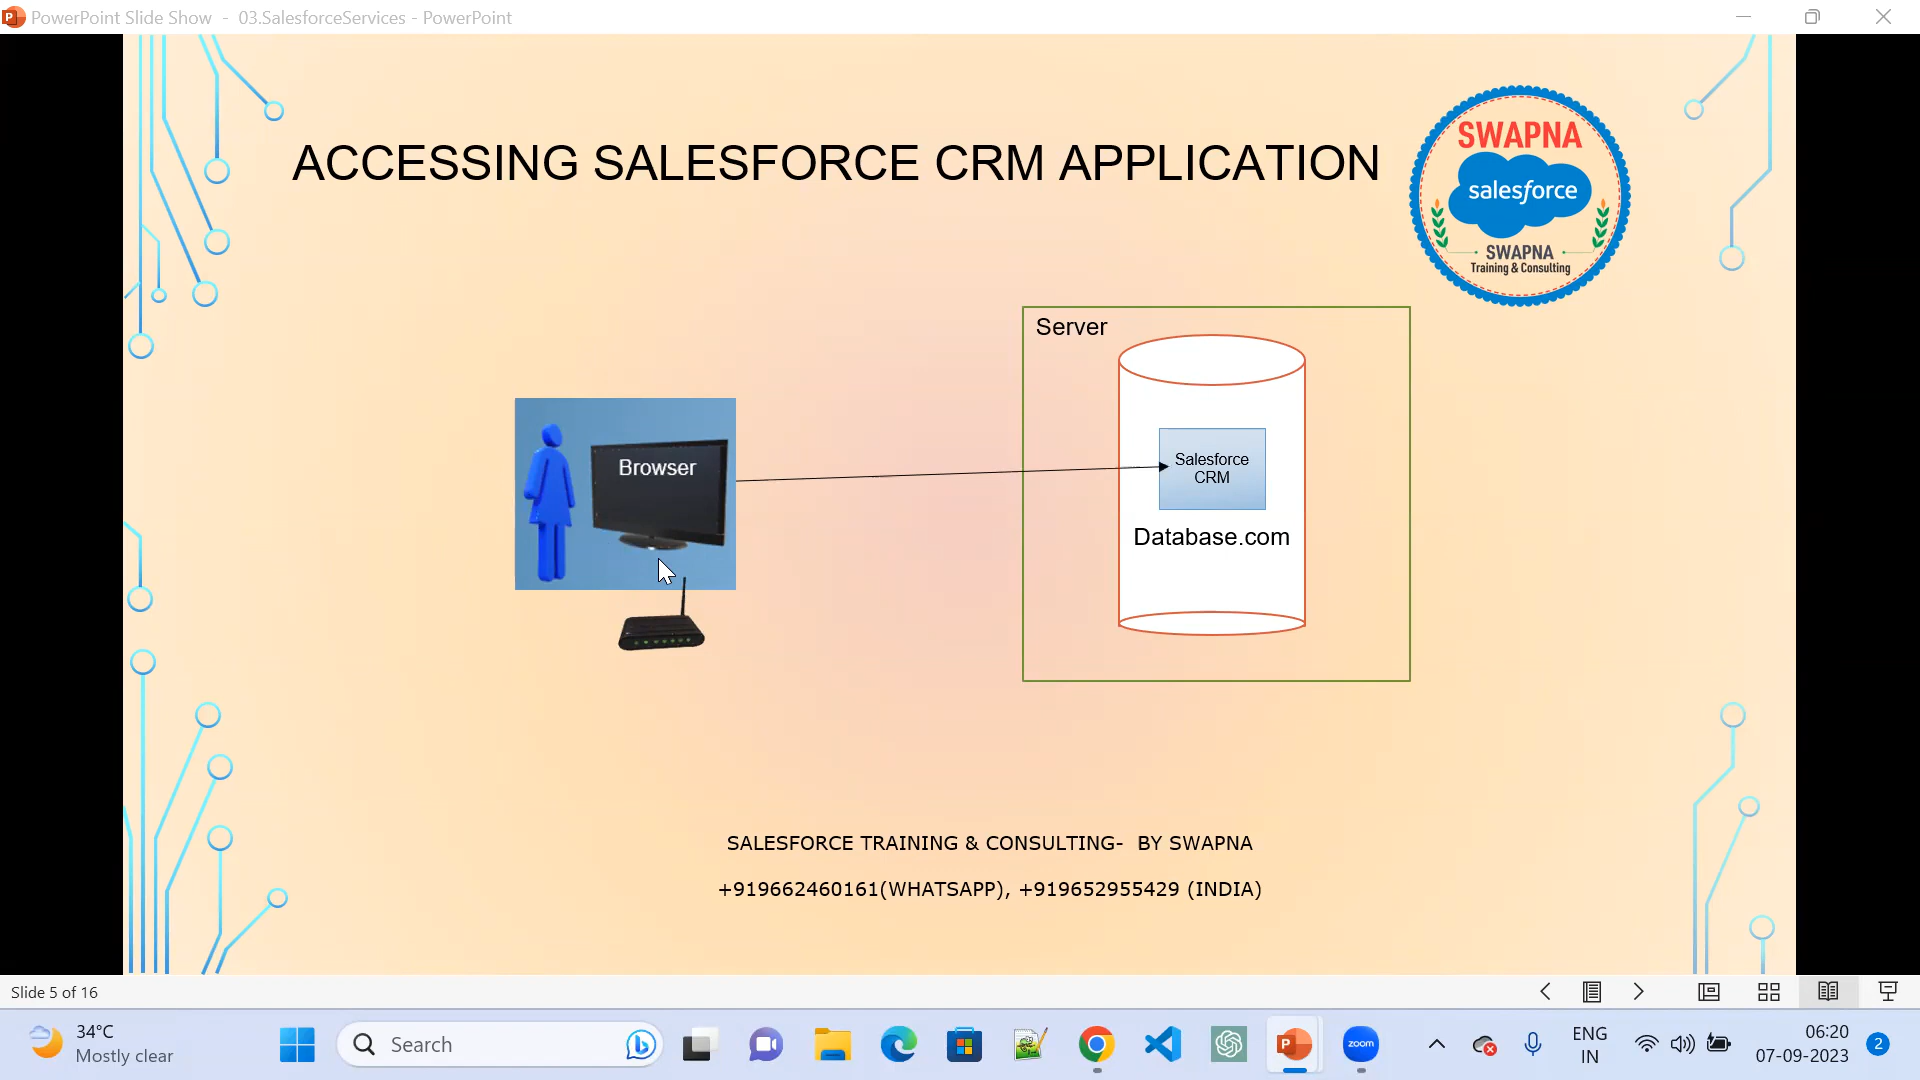 PowerPoint Slide Show - 03.SalesforceServices - PowerPoint
ACCESSING SALESFORCE CRM APPLICATION
SWAPNA
salesforce
SWAPNA
Training & Consulting
Server
Browser
Salesforce
CRM
Database.com
SALESFORCE TRAINING & CONSULTING- BY SWAPNA
+919662460161(WHATSAPP), +919652955429 (INDIA)
Slide 5 of 16
34°C
Mostly clear
Search
zoom
ENG
IN
06:20
07-09-2023
2